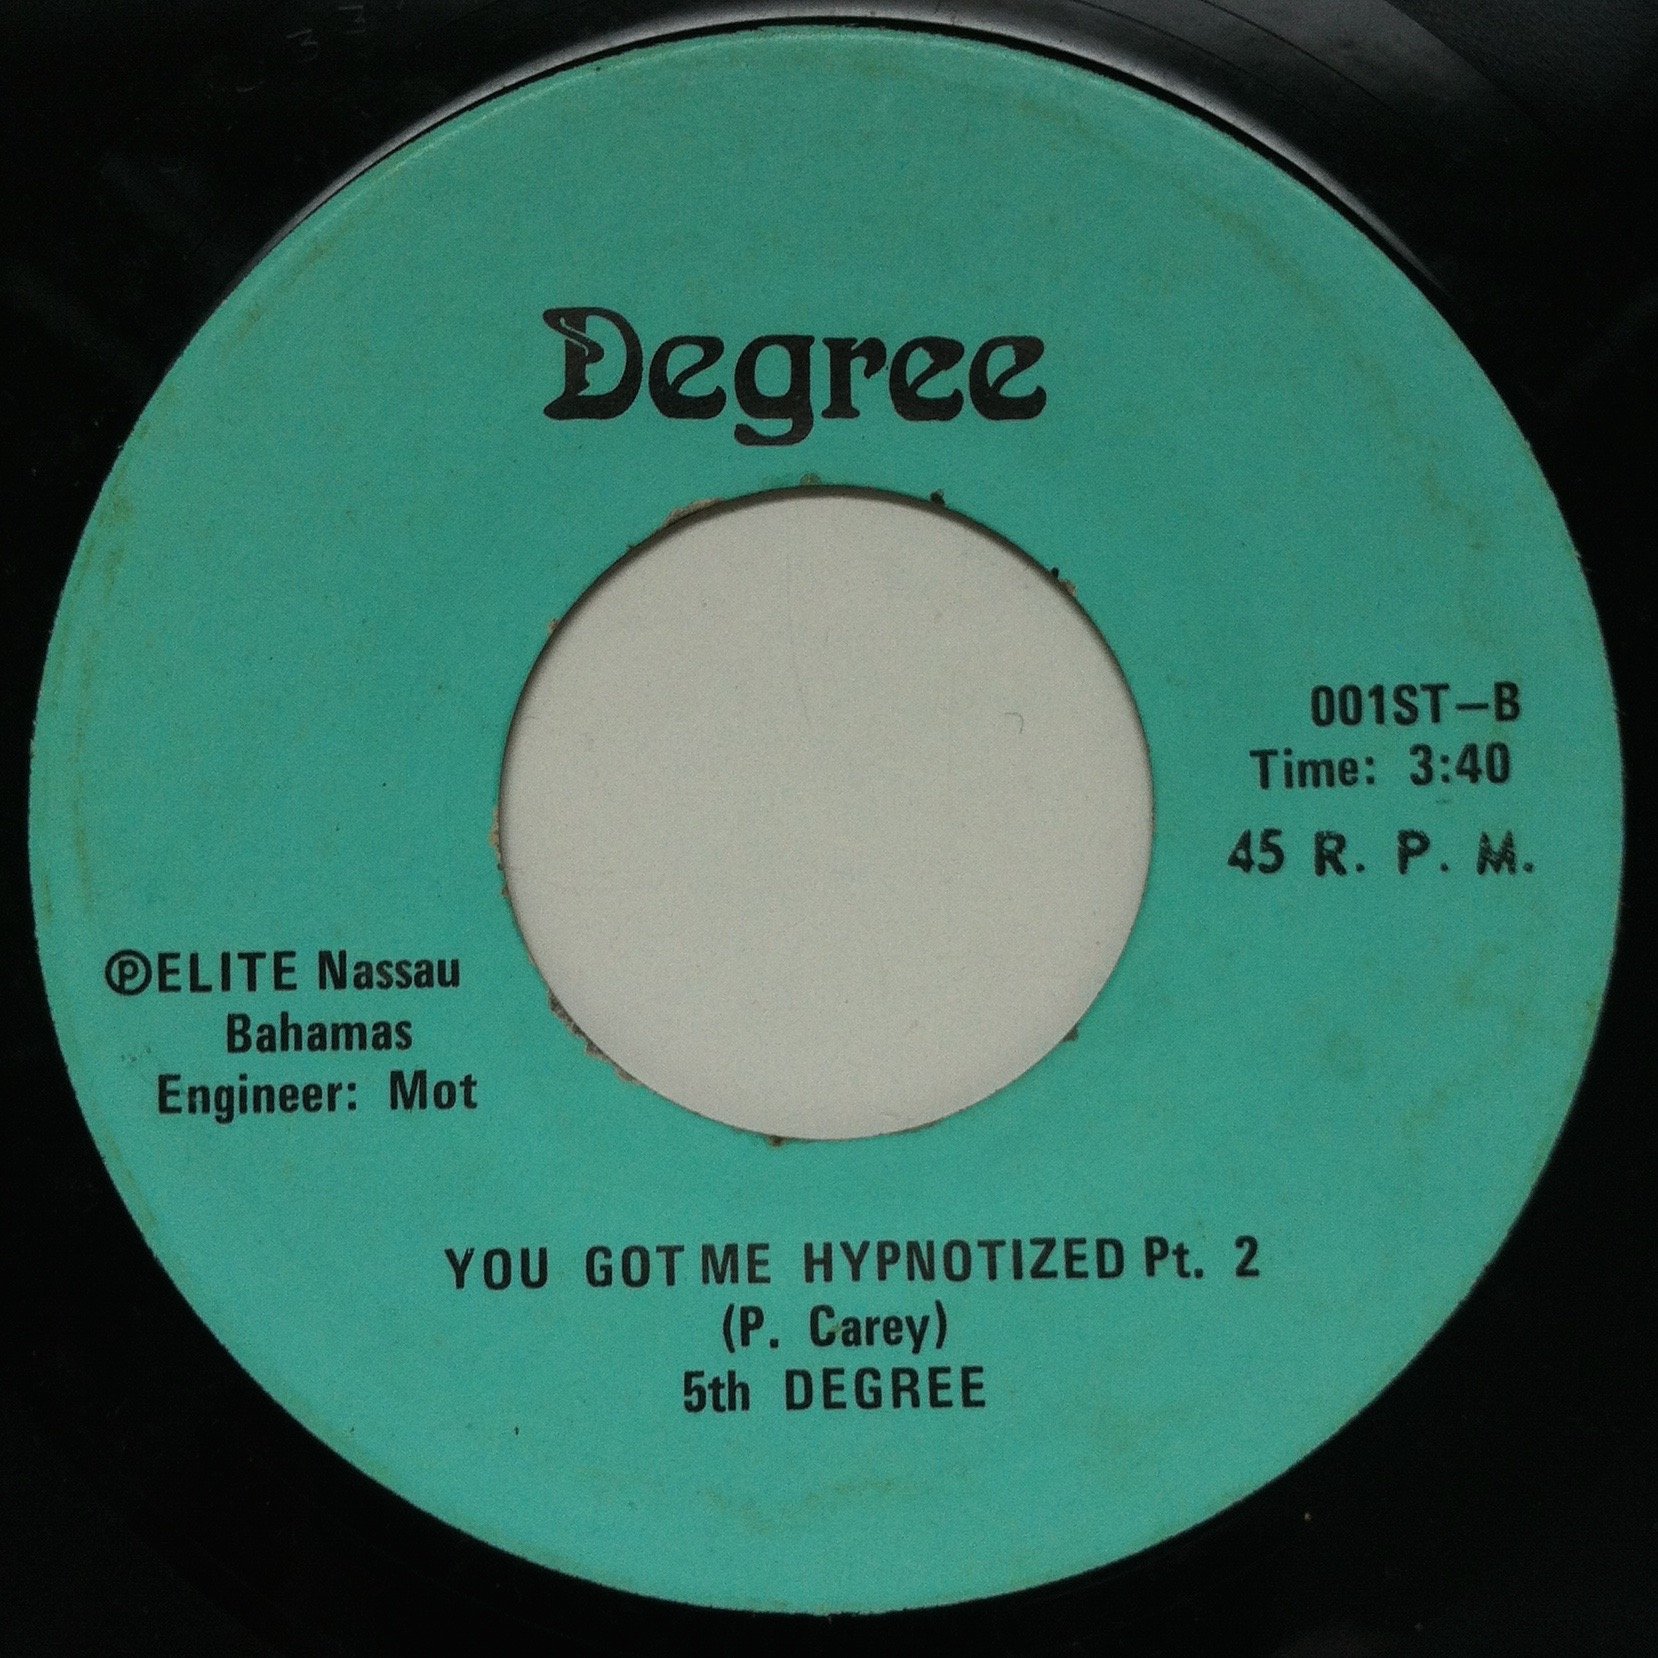 Degree
001ST–B
Time: 3:40
45 R. P. M.
ⓅELITE Nassau
Bahamas
Engineer: Mot
YOU GOT ME HYPNOTIZED Pt. 2
(P. Carey)
5th DEGREE